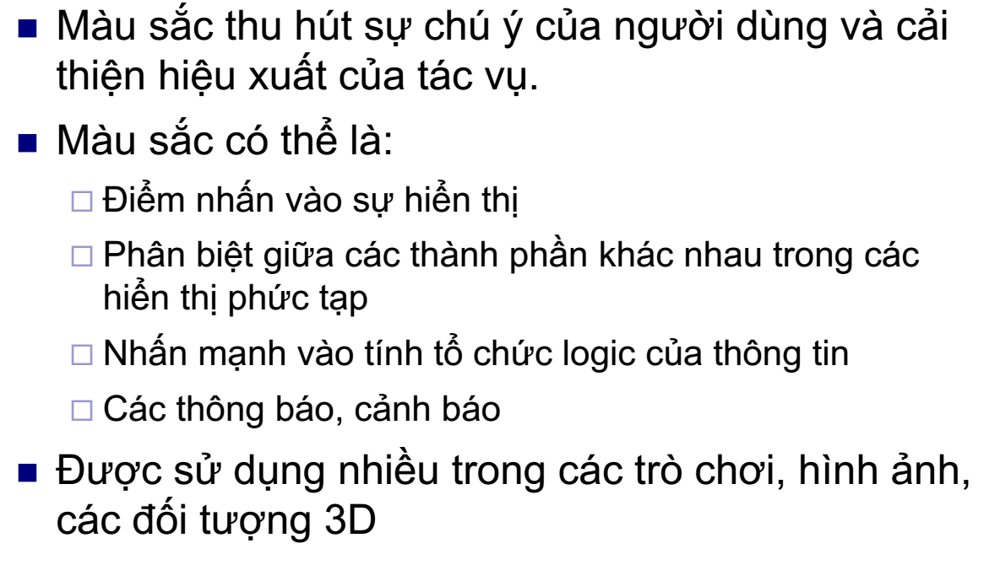 Màu sắc thu hút sự chú ý của người dùng và cải
thiện hiệu xuất của tác vụ.
Màu sắc có thể là:
Điểm nhấn vào sự hiển thị
Phân biệt giữa các thành phần khác nhau trong các
hiển thị phức tạp
Nhấn mạnh vào tính tổ chức logic của thông tin
Các thông báo, cảnh báo
Được sử dụng nhiều trong các trò chơi, hình ảnh,
các đối tượng 3D